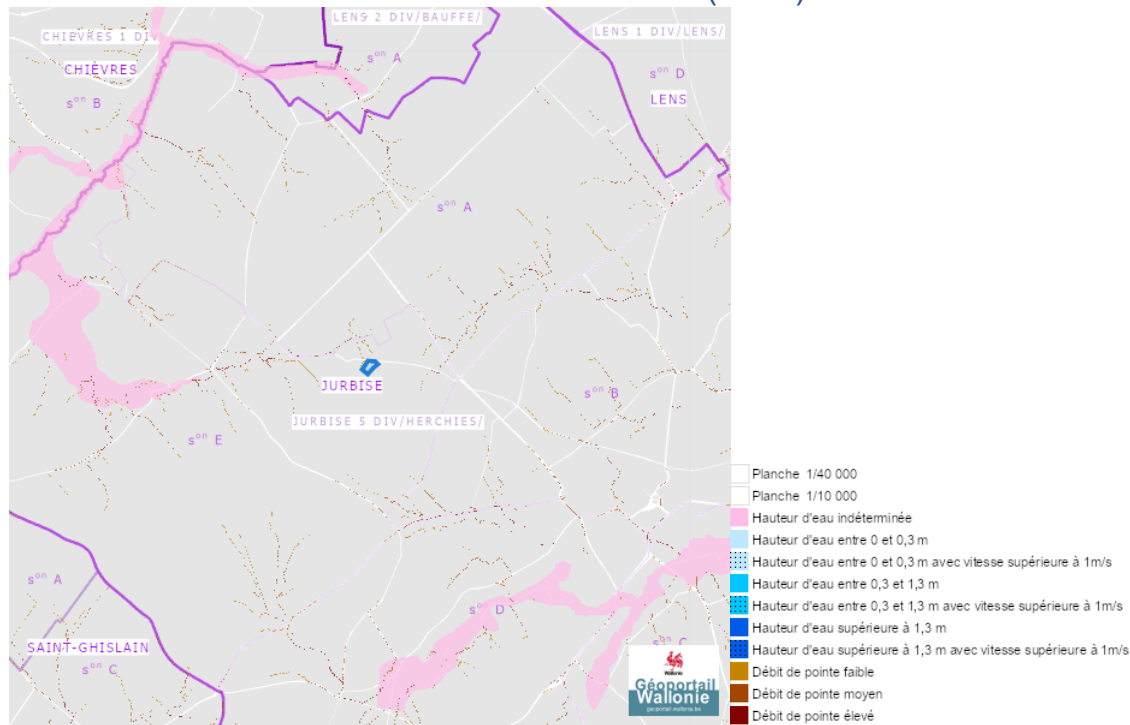 LENS 2 DIV/BAUFFE/
CHIEVRES 1 DIV
LENS 1 DIV/LENS/
sᵒⁿ A
CHIÈVRES
sᵒⁿ D
LENS
sᵒⁿ B
sᵒⁿ A
JURBISE
sᵒⁿ B
JURBISE 5 DIV/HERCHIES/
sᵒⁿ E
sᵒⁿ A
sᵒⁿ D
SAINT-GHISLAIN
sᵒⁿ C
sᵒⁿ C
Wallonie
Géoportail
Wallonie
geoportail.wallonie.be
Planche 1/40 000
Planche 1/10 000
Hauteur d'eau indéterminée
Hauteur d'eau entre 0 et 0,3 m
Hauteur d'eau entre 0 et 0,3 m avec vitesse supérieure à 1m/s
Hauteur d'eau entre 0,3 et 1,3 m
Hauteur d'eau entre 0,3 et 1,3 m avec vitesse supérieure à 1m/s
Hauteur d'eau supérieure à 1,3 m
Hauteur d'eau supérieure à 1,3 m avec vitesse supérieure à 1m/s
Débit de pointe faible
Débit de pointe moyen
Débit de pointe élevé